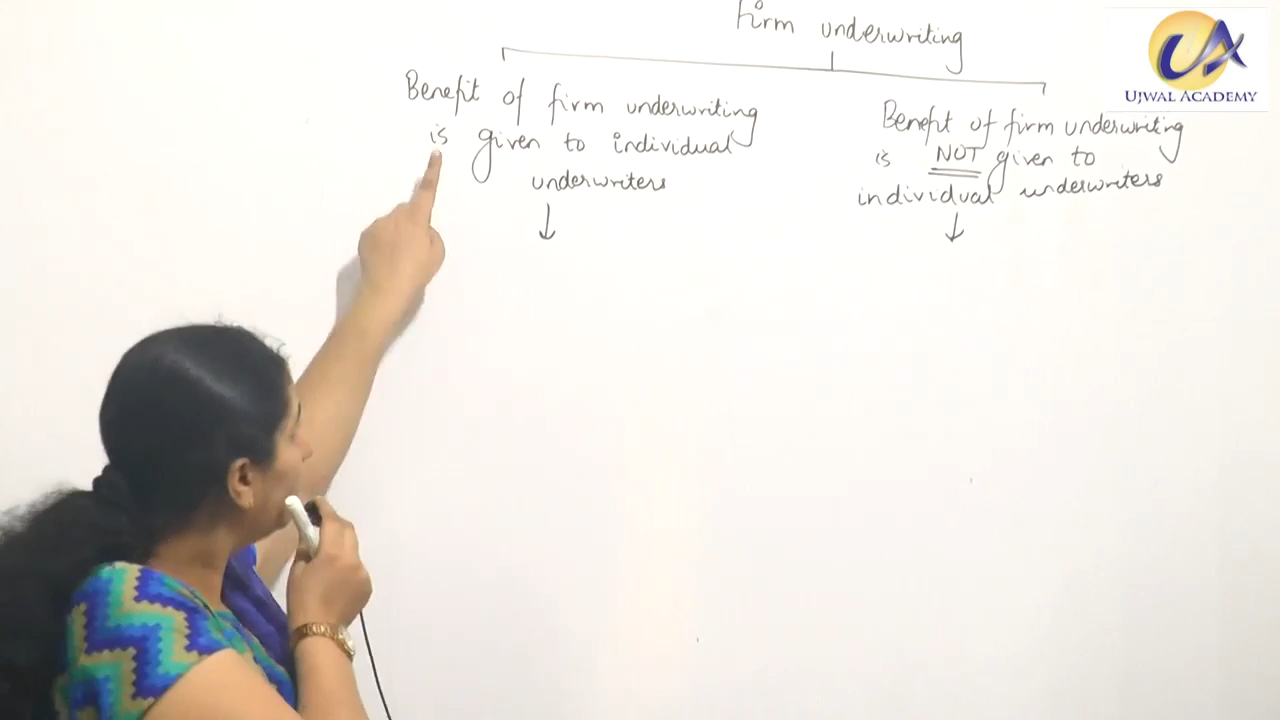 Firm underwriting
Benefit of firm underwriting
is given to individual
underwriters
Benefit of firm underwriting
is NOT given to
individual underwriters
UJWAL ACADEMY